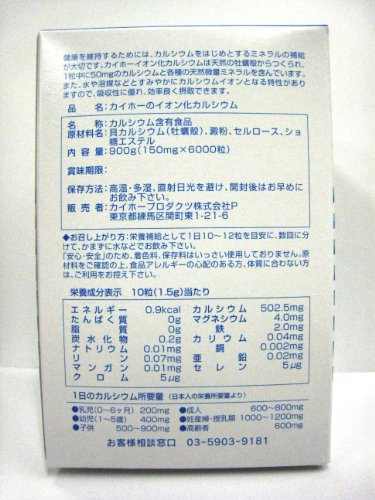 健康を維持するためには、カルシウムをはじめとするミネラルの補給
が大切です。カイホーイオン化カルシウムは天然の牡蠣殻からつくられ、
1粒中に50mgのカルシウムと各種の天然微量ミネラルを含んでいます。
また、水や溶媒などとすみやかにカルシウムイオンとなる特性があり
ますので、吸収性に優れ、効率良く摂取できます。
品　名：カイホーのイオン化カルシウム
名　称：カルシウム含有食品
原材料名：貝カルシウム(牡蠣殻)、澱粉、セルロース、ショ
糖エステル
内容量：900g(150mg×6000粒)
賞味期限：
保存方法：高温・多湿、直射日光を避け、開封後はお早めに
お飲み下さい。
販売者：カイホープロダクツ株式会社P
東京都練馬区関町東1-21-6
●お召し上がり方：栄養補給として1日10～12粒を目安に、数回に分
けて、かまずに水などでお飲み下さい。
「安心・安全」のため、着色料、保存料はいっさい使用しておりません。原
材料をご確認の上、食品アレルギーの心配のある方、体質に合わない方
は、ご利用をお控え下さい。
栄養成分表示　10粒(1.5g)当たり
エネルギー 0.9kcal カルシウム 502.5mg
たんぱく質 0g マグネシウム 4.0mg
脂質 0g 鉄 2.0mg
炭水化物 0.2g カリウム 0.04mg
ナトリウム 0.01mg 銅 0.002mg
リン 0.07mg 亜鉛 0.02mg
マンガン 0.01mg セレン 5μg
クロム 5μg
1日のカルシウム所要量(日本人の栄養所要量より)
●乳児(0～6ヶ月) 200mg ●成人 600～800mg
●幼児(1～5歳) 400mg ●妊産婦・授乳期 1000～1200mg
●子供 500～900mg ●高齢者 600mg
お客様相談窓口　03-5903-9181